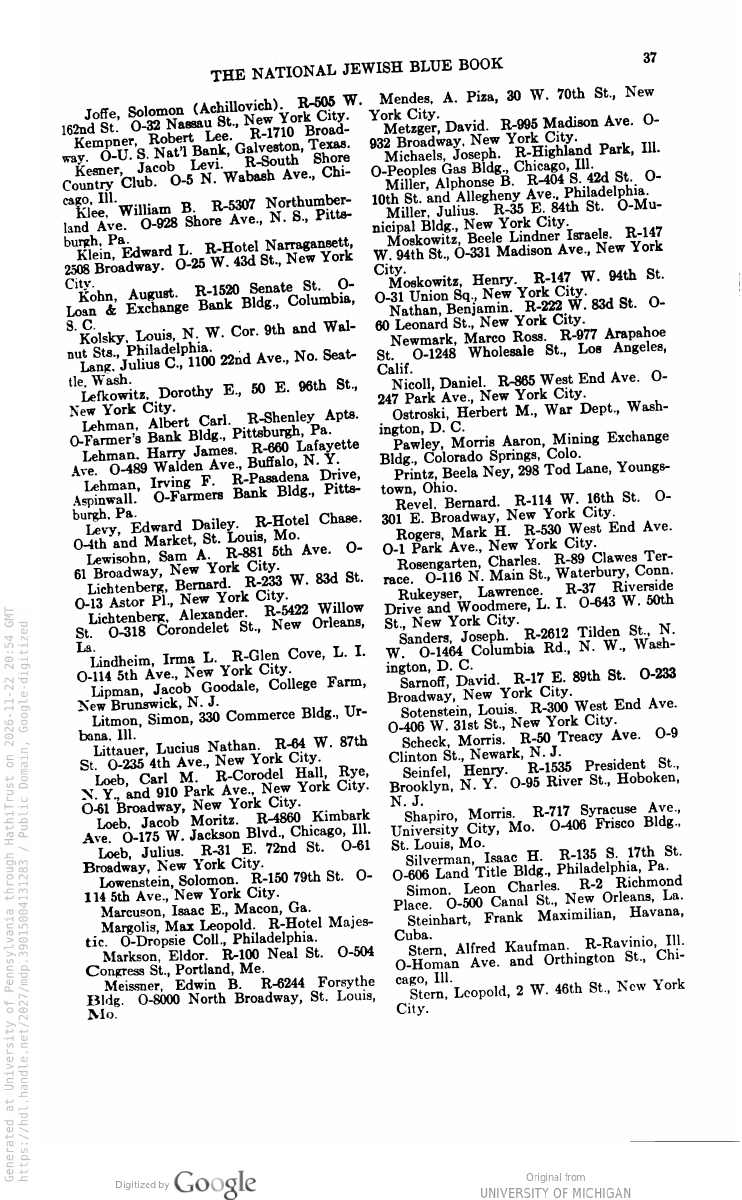 THE NATIONAL JEWISH BLUE BOOK
37
Joffe, Solomon (Achillovich). R-505 W.
162nd St. O-32 Nassau St., New York City.
Kempner, Robert Lee. R-1710 Broad-
way. O-U. S. Nat'l Bank, Galveston, Texas.
Kesner, Jacob Levi. R-South Shore
Country Club. O-5 N. Wabash Ave., Chi-
cago, Ill.
Klee, William B. R-5307 Northumber-
land Ave. O-928 Shore Ave., N. S., Pitts-
burgh, Pa.
Klein, Edward L. R-Hotel Narragansett,
2508 Broadway. O-25 W. 43d St., New York
City.
Kohn, August. R-1520 Senate St. O-
Loan & Exchange Bank Bldg., Columbia,
S. C.
Kolsky, Louis, N. W. Cor. 9th and Wal-
nut Sts., Philadelphia.
Lang, Julius C., 1100 22nd Ave., No. Seat-
tle, Wash.
Lefkowitz, Dorothy E., 50 E. 96th St.,
New York City.
Lehman, Albert Carl. R-Shenley Apts.
O-Farmer's Bank Bldg., Pittsburgh, Pa.
Lehman. Harry James. R-660 Lafayette
Ave. O-489 Walden Ave., Buffalo, N. Y.
Lehman, Irving F. R-Pasadena Drive,
Aspinwall. O-Farmers Bank Bldg., Pitts-
burgh, Pa.
Levy, Edward Dailey. R-Hotel Chase.
O-4th and Market, St. Louis, Mo.
Lewisohn, Sam A. R-881 5th Ave. O-
61 Broadway, New York City.
Lichtenberg, Bernard. R-233 W. 83d St.
O-13 Astor Pl., New York City.
Lichtenberg, Alexander. R-5422 Willow
St. O-318 Corondelet St., New Orleans,
La.
Lindheim, Irma L. R-Glen Cove, L. I.
O-114 5th Ave., New York City.
Lipman, Jacob Goodale, College Farm,
New Brunswick, N. J.
Litmon, Simon, 330 Commerce Bldg., Ur-
bana, Ill.
Littauer, Lucius Nathan. R-64 W. 87th
St. O-235 4th Ave., New York City.
Loeb, Carl M. R-Corodel Hall, Rye,
N. Y., and 910 Park Ave., New York City.
O-61 Broadway, New York City.
Loeb, Jacob Moritz. R-4860 Kimbark
Ave. O-175 W. Jackson Blvd., Chicago, Ill.
Loeb, Julius. R-31 E. 72nd St. O-61
Broadway, New York City.
Lowenstein, Solomon. R-150 79th St. O-
114 5th Ave., New York City.
Marcuson, Isaac E., Macon, Ga.
Margolis, Max Leopold. R-Hotel Majes-
tic. O-Dropsie Coll., Philadelphia.
Markson, Eldor. R-100 Neal St. O-504
Congress St., Portland, Me.
Meissner, Edwin B. R-6244 Forsythe
Bldg. O-8000 North Broadway, St. Louis,
Mo.
Mendes, A. Piza, 30 W. 70th St., New
York City.
Metzger, David. R-995 Madison Ave. O-
932 Broadway, New York City.
Michaels, Joseph. R-Highland Park, Ill.
O-Peoples Gas Bldg., Chicago, Ill.
Miller, Alphonse B. R-404 S. 42d St. O-
10th St. and Allegheny Ave., Philadelphia.
Miller, Julius. R-35 E. 84th St. O-Mu-
nicipal Bldg., New York City.
Moskowitz, Beele Lindner Israels. R-147
W. 94th St., O-331 Madison Ave., New York
City.
Moskowitz, Henry. R-147 W. 94th St.
O-31 Union Sq., New York City.
Nathan, Benjamin. R-222 W. 83d St. O-
60 Leonard St., New York City.
Newmark, Marco Ross. R-977 Arapahoe
St. O-1248 Wholesale St., Los Angeles,
Calif.
Nicoll, Daniel. R-865 West End Ave. O-
247 Park Ave., New York City.
Ostroski, Herbert M., War Dept., Wash-
ington, D. C.
Pawley, Morris Aaron, Mining Exchange
Bldg., Colorado Springs, Colo.
Printz, Beela Ney, 298 Tod Lane, Youngs-
town, Ohio.
Revel, Bernard. R-114 W. 16th St. O-
301 E. Broadway, New York City.
Rogers, Mark H. R-530 West End Ave.
O-1 Park Ave., New York City.
Rosengarten, Charles. R-89 Clawes Ter-
race. O-116 N. Main St., Waterbury, Conn.
Rukeyser, Lawrence. R-37 Riverside
Drive and Woodmere, L. I. O-643 W. 50th
St., New York City.
Sanders, Joseph. R-2612 Tilden St., N.
W. O-1464 Columbia Rd., N. W., Wash-
ington, D. C.
Sarnoff, David. R-17 E. 89th St. O-233
Broadway, New York City.
Sotenstein, Louis. R-300 West End Ave.
O-406 W. 31st St., New York City.
Scheck, Morris. R-50 Treacy Ave. O-9
Clinton St., Newark, N. J.
Seinfel, Henry. R-1535 President St.,
Brooklyn, N. Y. O-95 River St., Hoboken,
N. J.
Shapiro, Morris. R-717 Syracuse Ave.,
University City, Mo. O-406 Frisco Bldg.,
St. Louis, Mo.
Silverman, Isaac H. R-135 S. 17th St.
O-606 Land Title Bldg., Philadelphia, Pa.
Simon, Leon Charles. R-2 Richmond
Place. O-500 Canal St., New Orleans, La.
Steinhart, Frank Maximilian, Havana,
Cuba.
Stern, Alfred Kaufman. R-Ravinio, Ill.
O-Homan Ave. and Orthington St., Chi-
cago, Ill.
Stern, Leopold, 2 W. 46th St., New York
City.
Generated at University of Pennsylvania through HathiTrust on 2026-11-22 20:54 GMT
https://hdl.handle.net/2027/mdp.39015004131283 / Public Domain, Google-digitized
Digitized by Google
Original from
UNIVERSITY OF MICHIGAN